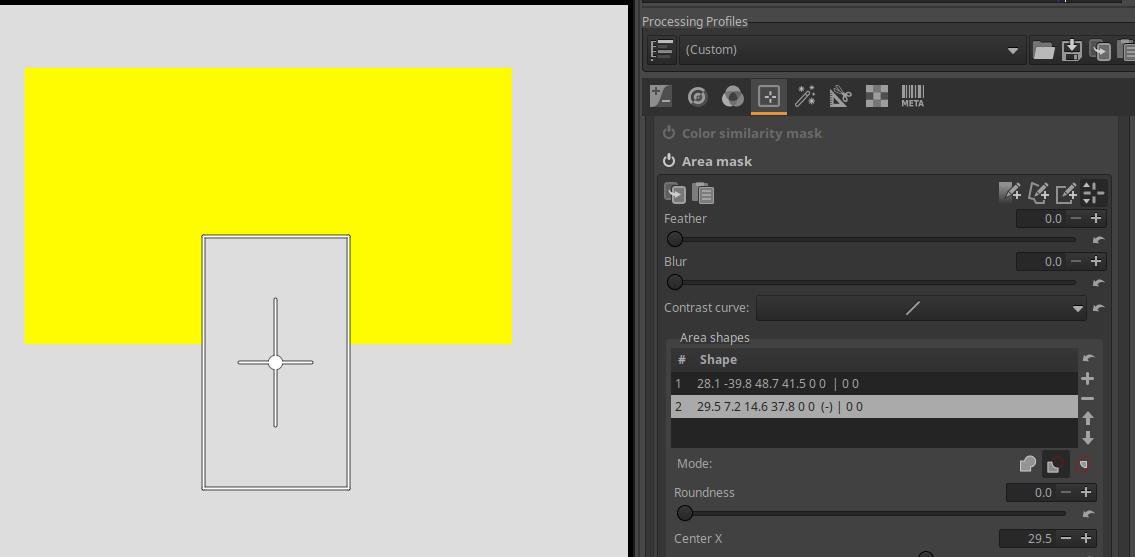 Processing Profiles
(Custom)
META
Color similarity mask
Area mask
Feather 0.0
Blur 0.0
Contrast curve:
Area shapes
# Shape
1 28.1 -39.8 48.7 41.5 0 0 | 0 0
2 29.5 7.2 14.6 37.8 0 0 (-) | 0 0
Mode:
Roundness 0.0
Center X 29.5